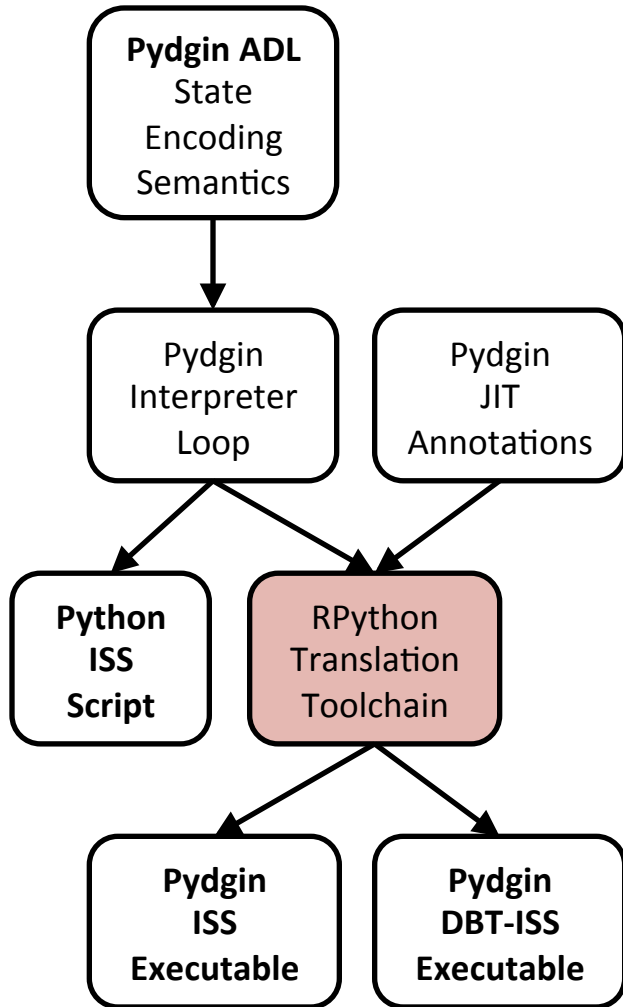 Pydgin ADL
State
Encoding
Semantics
Pydgin
Interpreter
Loop
Pydgin
JIT
Annotations
Python
ISS
Script
RPython
Translation
Toolchain
Pydgin
ISS
Executable
Pydgin
DBT-ISS
Executable